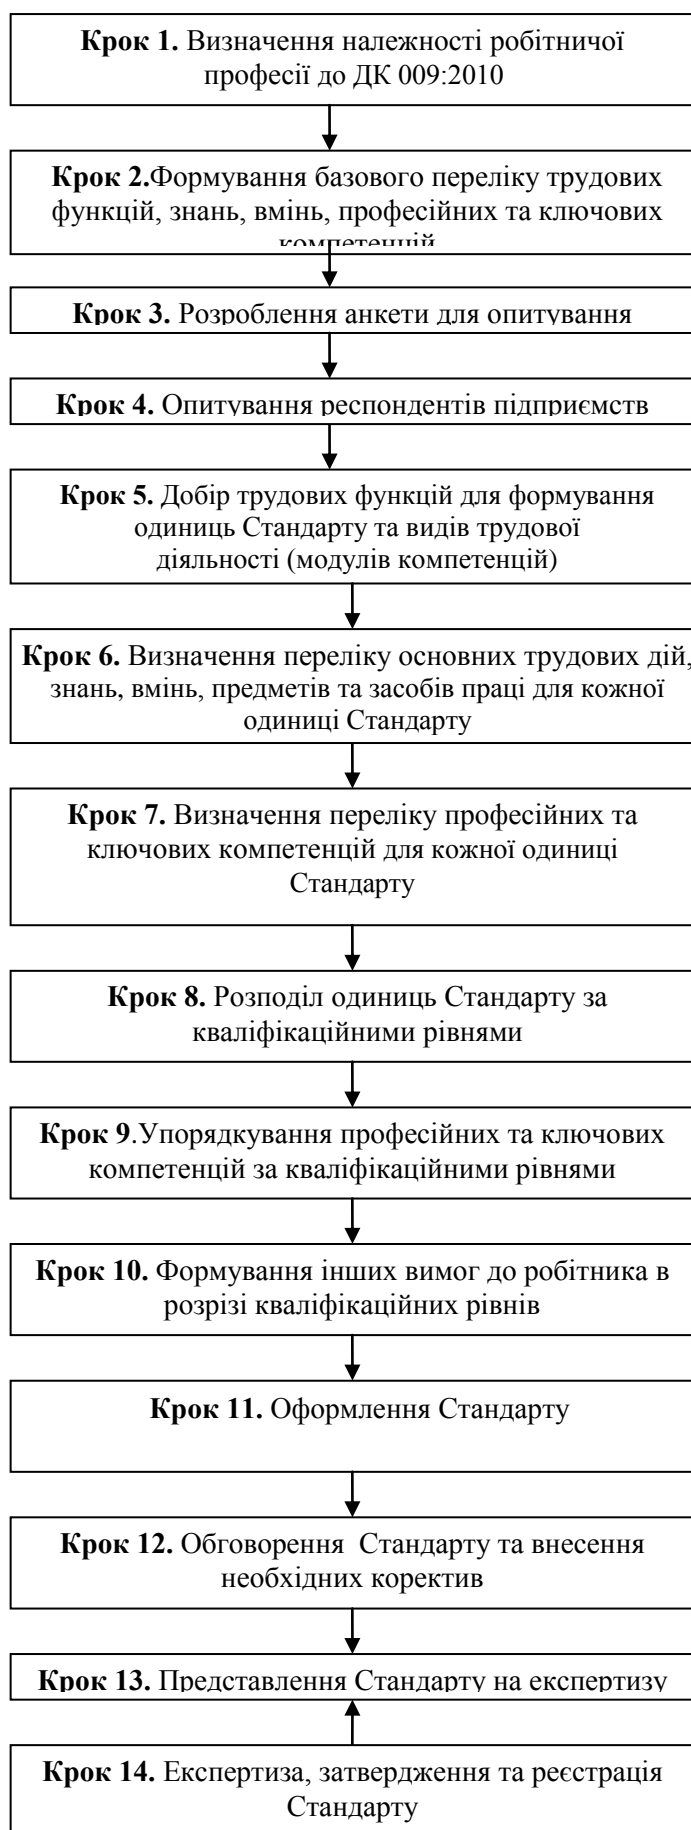 Крок 1. Визначення належності робітничої
професії до ДК 009:2010
Крок 2.Формування базового переліку трудових
функцій, знань, вмінь, професійних та ключових
компетенцій
Крок 3. Розроблення анкети для опитування
Крок 4. Опитування респондентів підприємств
Крок 5. Добір трудових функцій для формування
одиниць Стандарту та видів трудової
діяльності (модулів компетенцій)
Крок 6. Визначення переліку основних трудових дій,
знань, вмінь, предметів та засобів праці для кожної
одиниці Стандарту
Крок 7. Визначення переліку професійних та
ключових компетенцій для кожної одиниці
Стандарту
Крок 8. Розподіл одиниць Стандарту за
кваліфікаційними рівнями
Крок 9.Упорядкування професійних та ключових
компетенцій за кваліфікаційними рівнями
Крок 10. Формування інших вимог до робітника в
розрізі кваліфікаційних рівнів
Крок 11. Оформлення Стандарту
Крок 12. Обговорення Стандарту та внесення
необхідних коректив
Крок 13. Представлення Стандарту на експертизу
Крок 14. Експертиза, затвердження та реєстрація
Стандарту